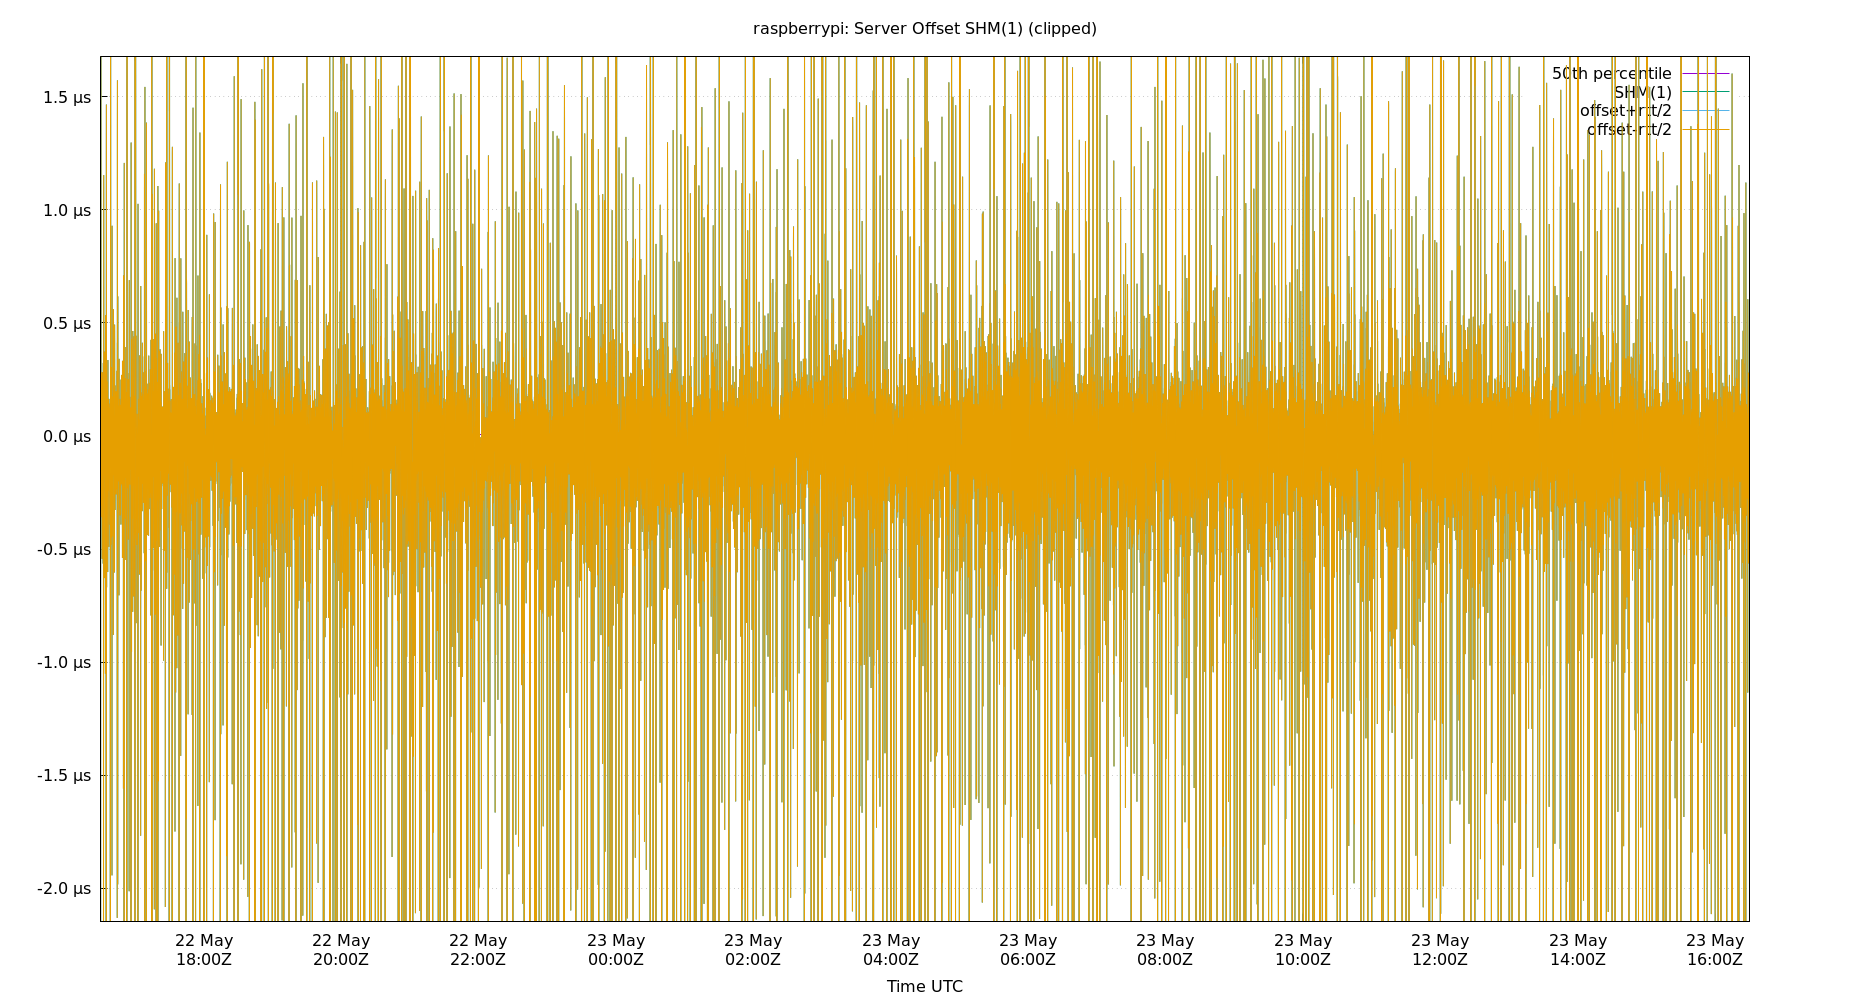 raspberrypi: Server Offset SHM(1) (clipped)
50th percentile
SHM(1)
offset+rtt/2
offset-rtt/2
1.5 µs
1.0 µs
0.5 µs
0.0 µs
-0.5 µs
-1.0 µs
-1.5 µs
-2.0 µs
22 May 22 May 22 May 23 May 23 May 23 May 23 May 23 May 23 May 23 May 23 May 23 May
18:00Z 20:00Z 22:00Z 00:00Z 02:00Z 04:00Z 06:00Z 08:00Z 10:00Z 12:00Z 14:00Z 16:00Z
Time UTC